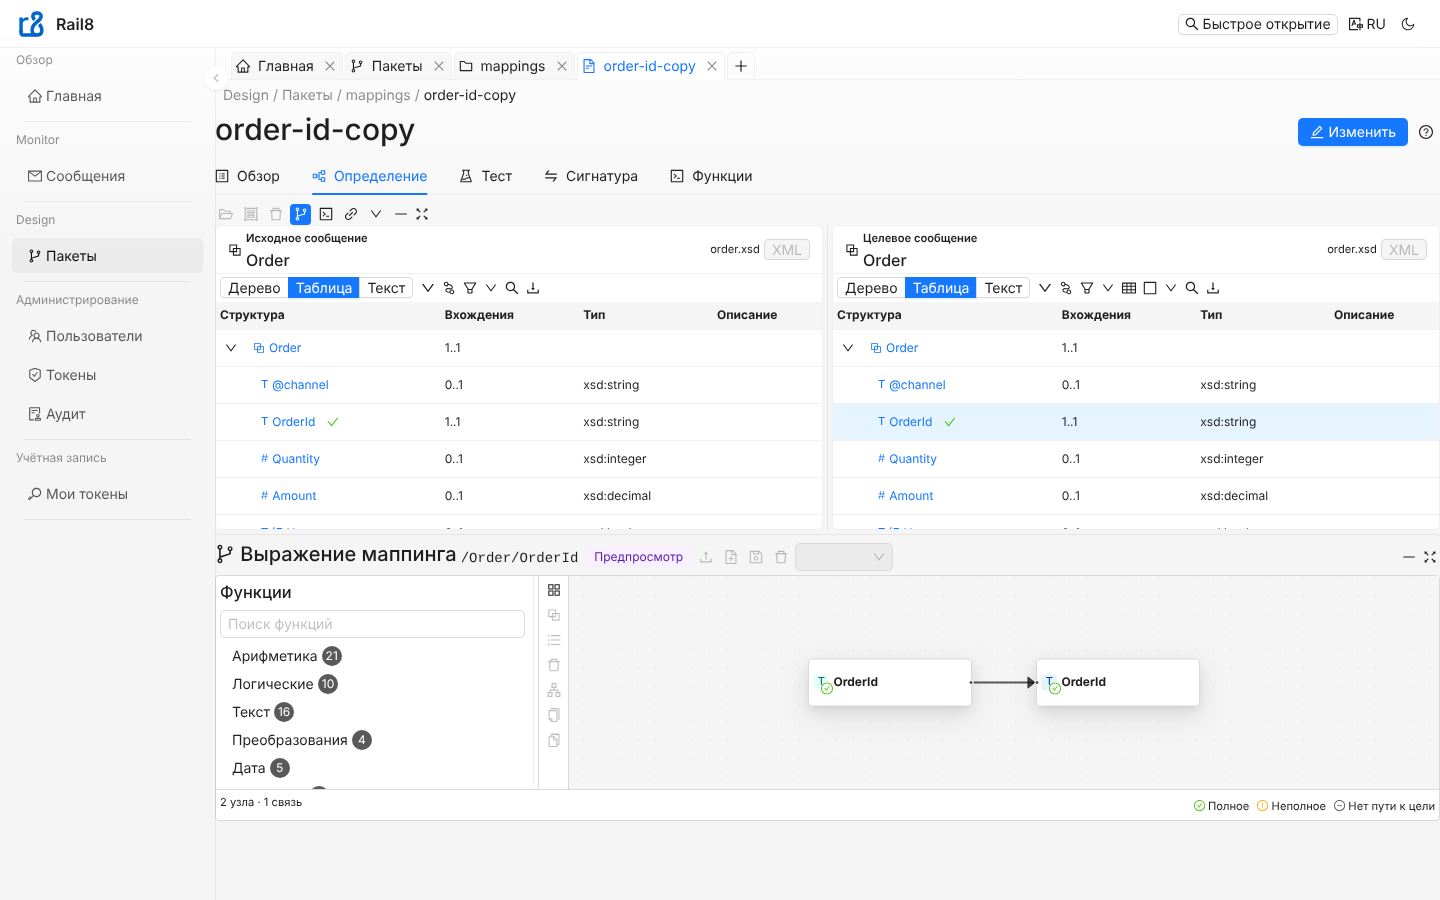 Rail8
Быстрое открытие
RU
Обзор
Главная
Monitor
Сообщения
Design
Пакеты
Администрирование
Пользователи
Токены
Аудит
Учётная запись
Мои токены
Главная
Пакеты
mappings
order-id-copy
Design / Пакеты / mappings / order-id-copy
order-id-copy
Изменить
Обзор
Определение
Тест
Сигнатура
Функции
Исходное сообщение
Order
order.xsd XML
Дерево Таблица Текст
Структура Вхождения Тип Описание
Order 1..1
T @channel 0..1 xsd:string
T OrderId 1..1 xsd:string
# Quantity 0..1 xsd:integer
# Amount 0..1 xsd:decimal
Целевое сообщение
Order
order.xsd XML
Дерево Таблица Текст
Структура Вхождения Тип Описание
Order 1..1
T @channel 0..1 xsd:string
T OrderId 1..1 xsd:string
# Quantity 0..1 xsd:integer
# Amount 0..1 xsd:decimal
Выражение маппинга /Order/OrderId Предпросмотр
Функции
Поиск функций
Арифметика 21
Логические 10
Текст 16
Преобразования 4
Дата 5
T OrderId
T OrderId
2 узла · 1 связь
Полное Неполное Нет пути к цели